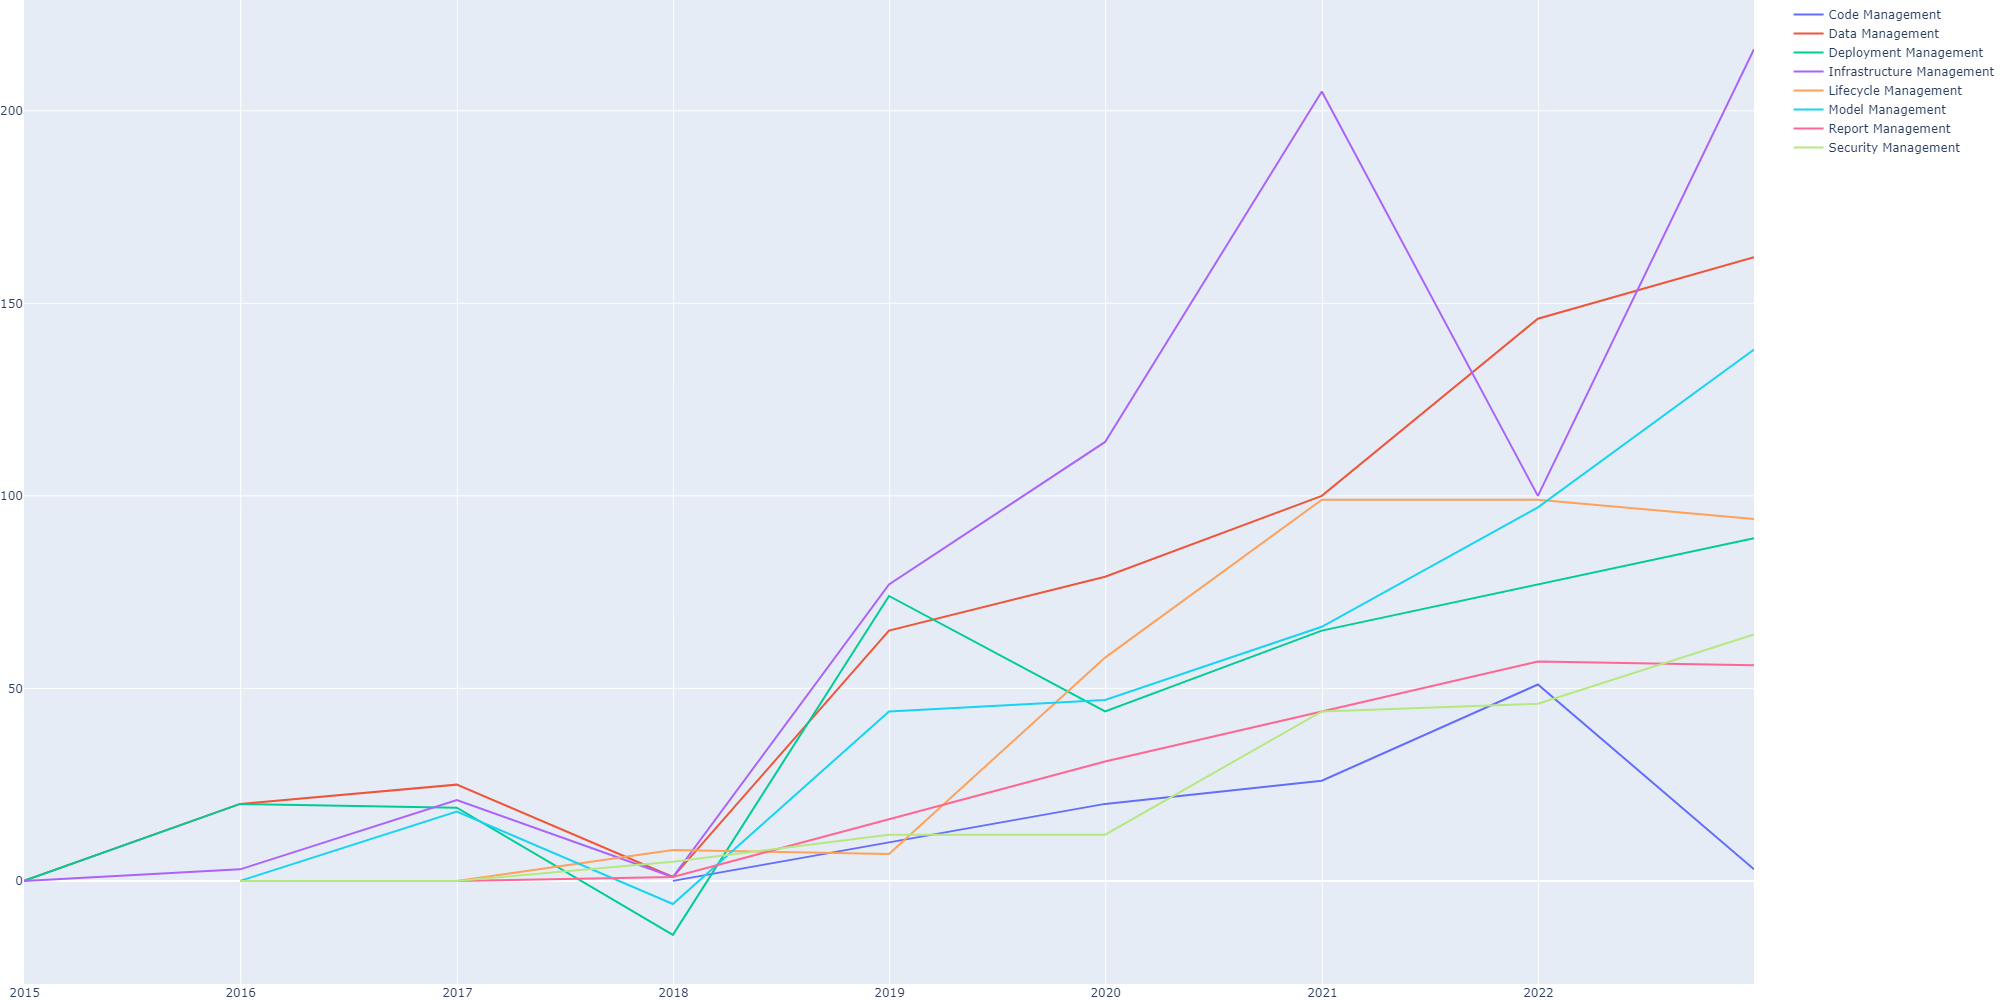 Code Management
Data Management
Deployment Management
Infrastructure Management
Lifecycle Management
Model Management
Report Management
Security Management
200
150
100
50
0
2015 2016 2017 2018 2019 2020 2021 2022